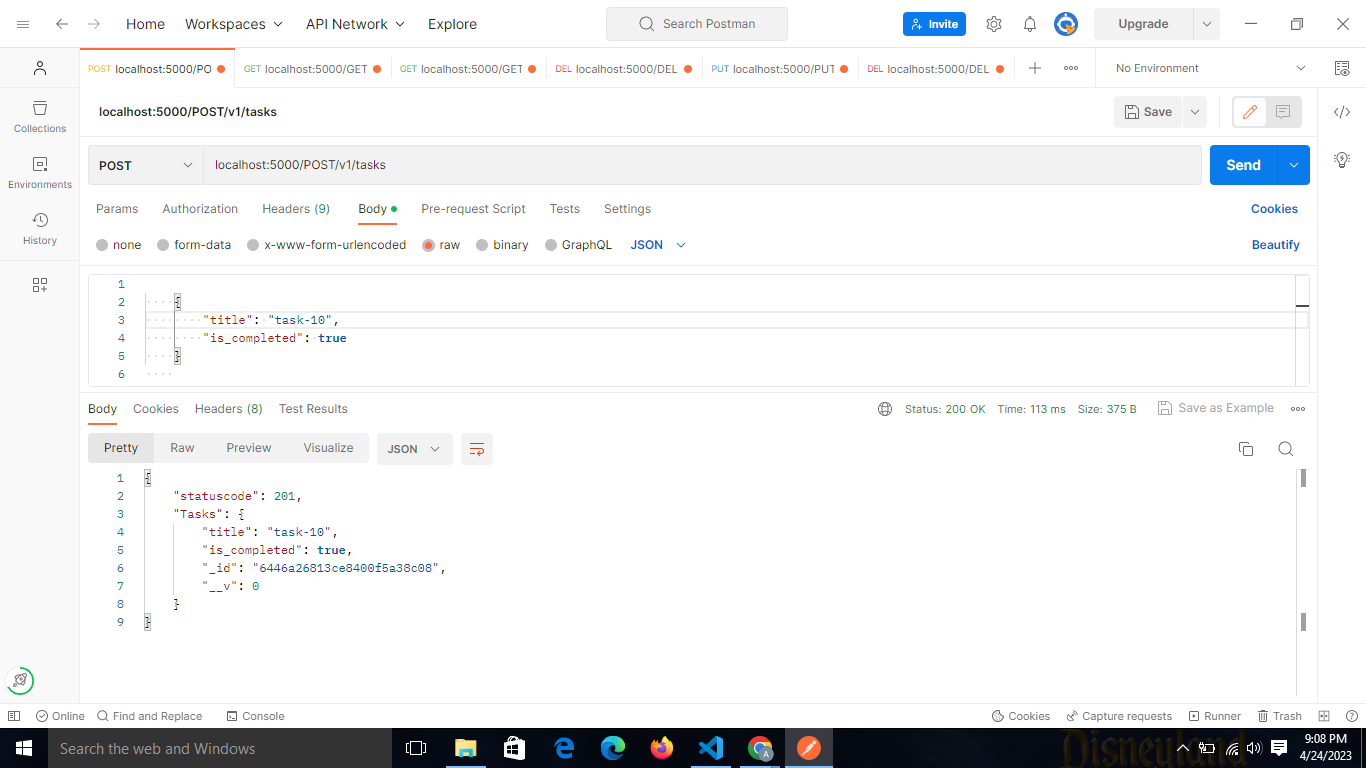 Home Workspaces API Network Explore Search Postman Invite Upgrade
POST localhost:5000/PO GET localhost:5000/GET GET localhost:5000/GET DEL localhost:5000/DEL PUT localhost:5000/PUT DEL localhost:5000/DEL No Environment
localhost:5000/POST/v1/tasks Save
Collections
POST localhost:5000/POST/v1/tasks Send
Environments
Params Authorization Headers (9) Body Pre-request Script Tests Settings Cookies
History
none form-data x-www-form-urlencoded raw binary GraphQL JSON Beautify
1
2 {
3 "title": "task-10",
4 "is_completed": true
5 }
6
Body Cookies Headers (8) Test Results Status: 200 OK Time: 113 ms Size: 375 B Save as Example
Pretty Raw Preview Visualize JSON
1 {
2 "statuscode": 201,
3 "Tasks": {
4 "title": "task-10",
5 "is_completed": true,
6 "_id": "6446a26813ce8400f5a38c08",
7 "__v": 0
8 }
9 }
Online Find and Replace Console Cookies Capture requests Runner Trash
Search the web and Windows A Disneyland 9:08 PM
4/24/2023